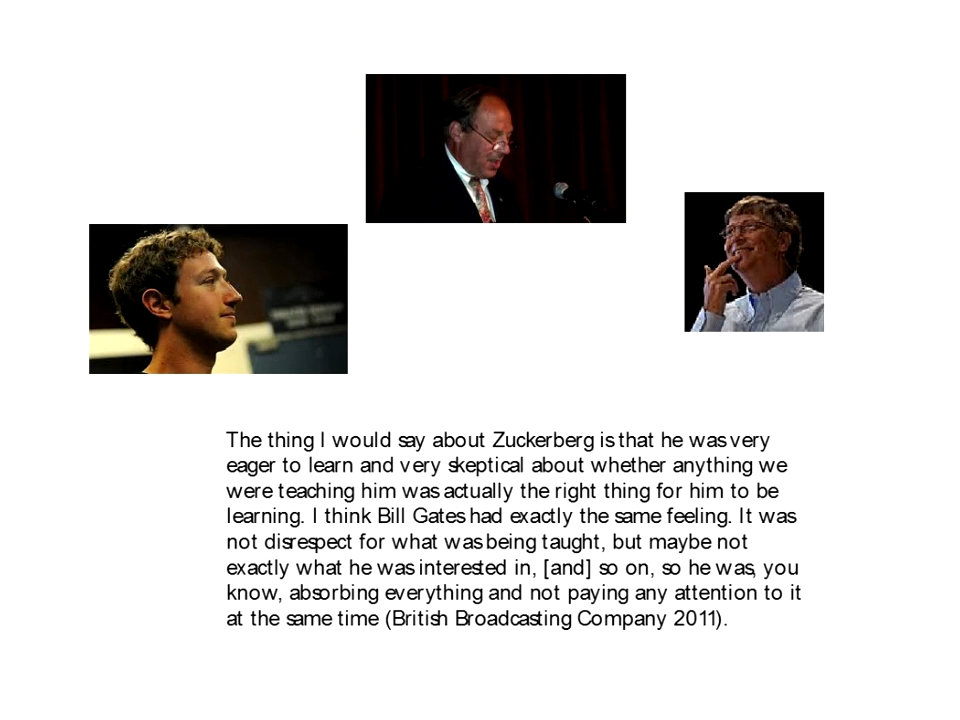 The thing I would say about Zuckerberg is that he was very
eager to learn and very skeptical about whether anything we
were teaching him was actually the right thing for him to be
learning. I think Bill Gates had exactly the same feeling. It was
not disrespect for what was being taught, but maybe not
exactly what he was interested in, [and] so on, so he was, you
know, absorbing everything and not paying any attention to it
at the same time (British Broadcasting Company 2011).